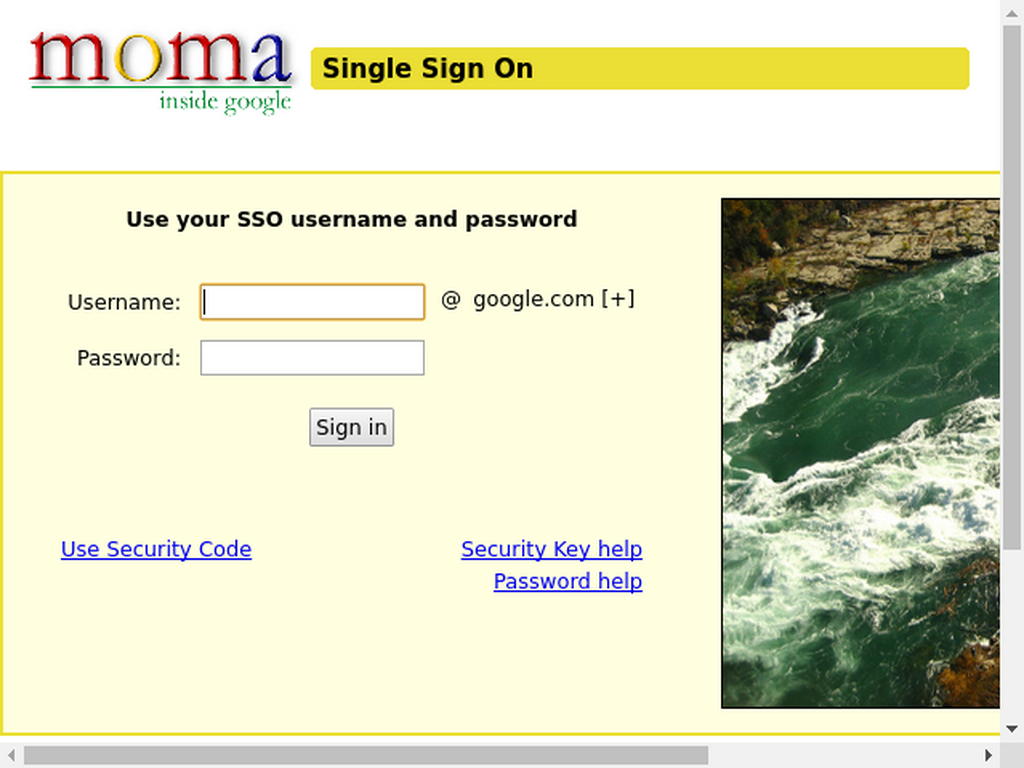 moma
inside google
Single Sign On
Use your SSO username and password
Username: @ google.com [+]
Password:
Sign in
Use Security Code
Security Key help
Password help